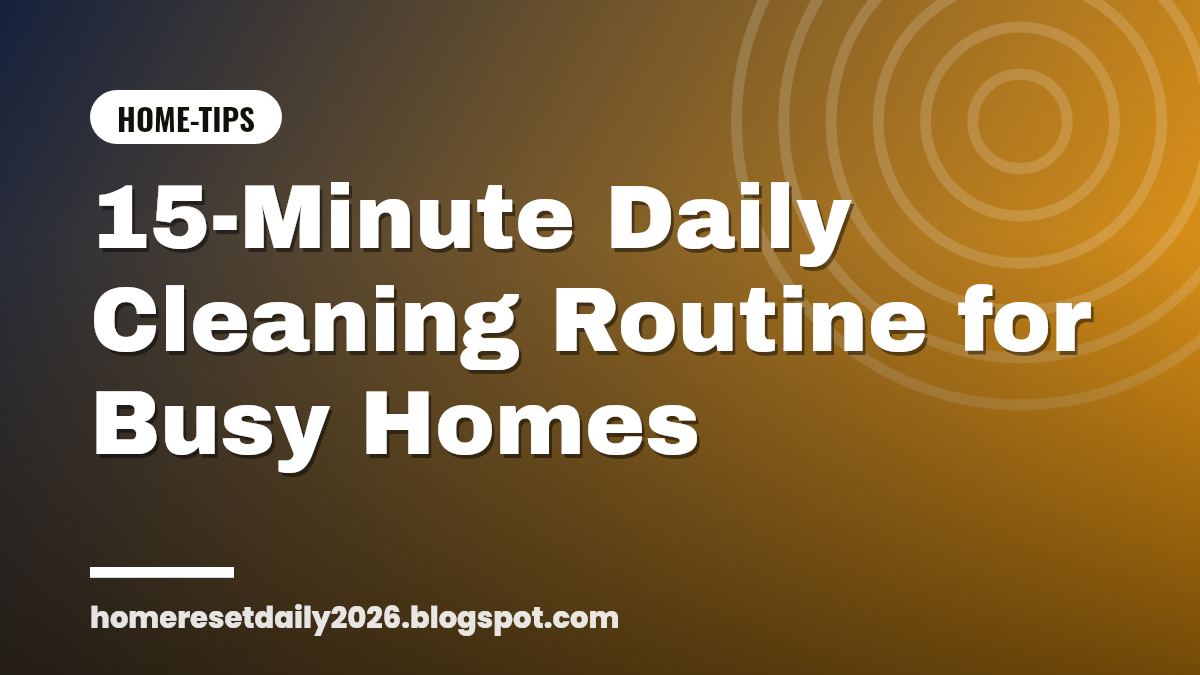 HOME-TIPS
15-Minute Daily
Cleaning Routine for
Busy Homes
homeresetdaily2026.blogspot.com